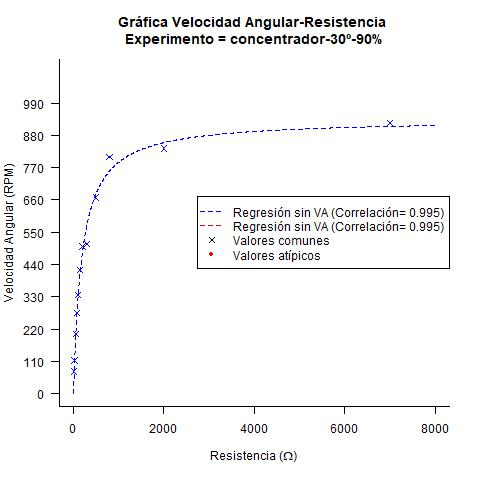 Gráfica Velocidad Angular-Resistencia
Experimento = concentrador-30º-90%
Velocidad Angular (RPM)
990
880
770
660
550
440
330
220
110
0
Regresión sin VA (Correlación= 0.995)
Regresión sin VA (Correlación= 0.995)
Valores comunes
Valores atípicos
0
2000
4000
6000
8000
Resistencia (Ω)